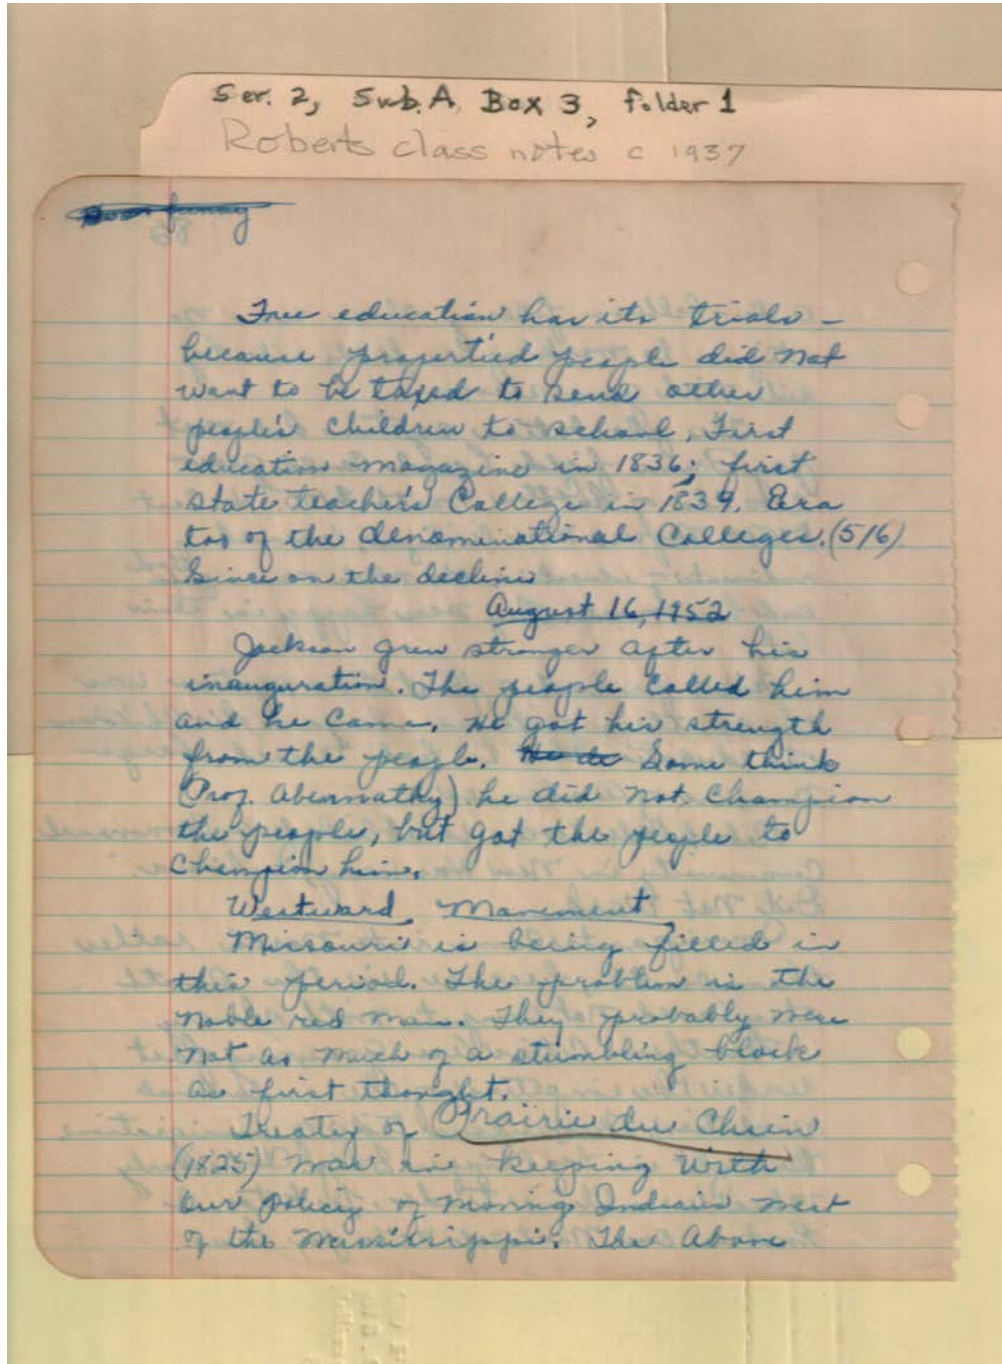 Ser. 2, Sub. A, Box 3, folder 1
Roberts class notes c 1937
Free education has its trials -
because propertied people did not
want to be taxed to send other
people's children to school. First
education magazine in 1836; first
state teacher's College in 1839. Era
too of the denominational Colleges. (516)
Since on the decline
August 16, 1952
Jackson grew stronger after his
inauguration. The people called him
and he came. He got his strength
from the people. He de Some think
(Prof. Abernathy) he did not champion
the people, but got the people to
champion him.
Westward Movement
Missouri is being filled in
this period. The problem is the
noble red man. They probably were
not as much of a stumbling block
as first thought.
Treaty of Prairie du Chein
(1825) was in keeping with
our policy of moving Indians west
of the Mississippi. The above